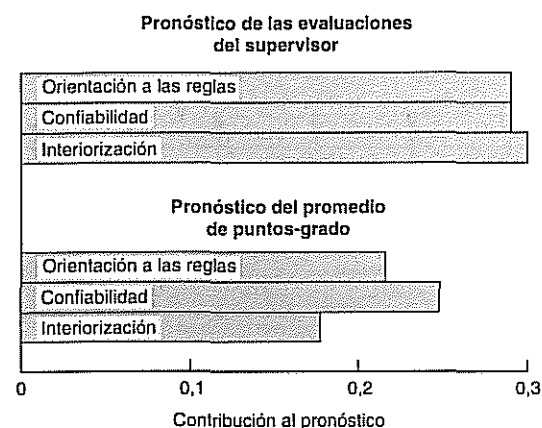 Pronóstico de las evaluaciones
del supervisor
Orientación a las reglas
Confiabilidad
Interiorización
Pronóstico del promedio
de puntos-grado
Orientación a las reglas
Confiabilidad
Interiorización
0 0,1 0,2 0,3
Contribución al pronóstico